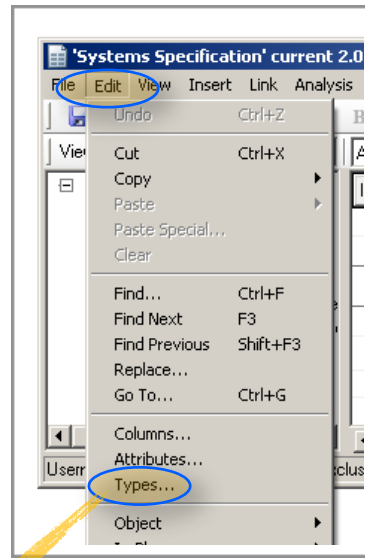 'Systems Specification' current 2.0
File Edit View Insert Link Analysis
Undo Ctrl+Z
Cut Ctrl+X
Copy
Paste
Paste Special...
Clear
Find... Ctrl+F
Find Next F3
Find Previous Shift+F3
Replace...
Go To... Ctrl+G
Columns...
Attributes...
Types...
Object